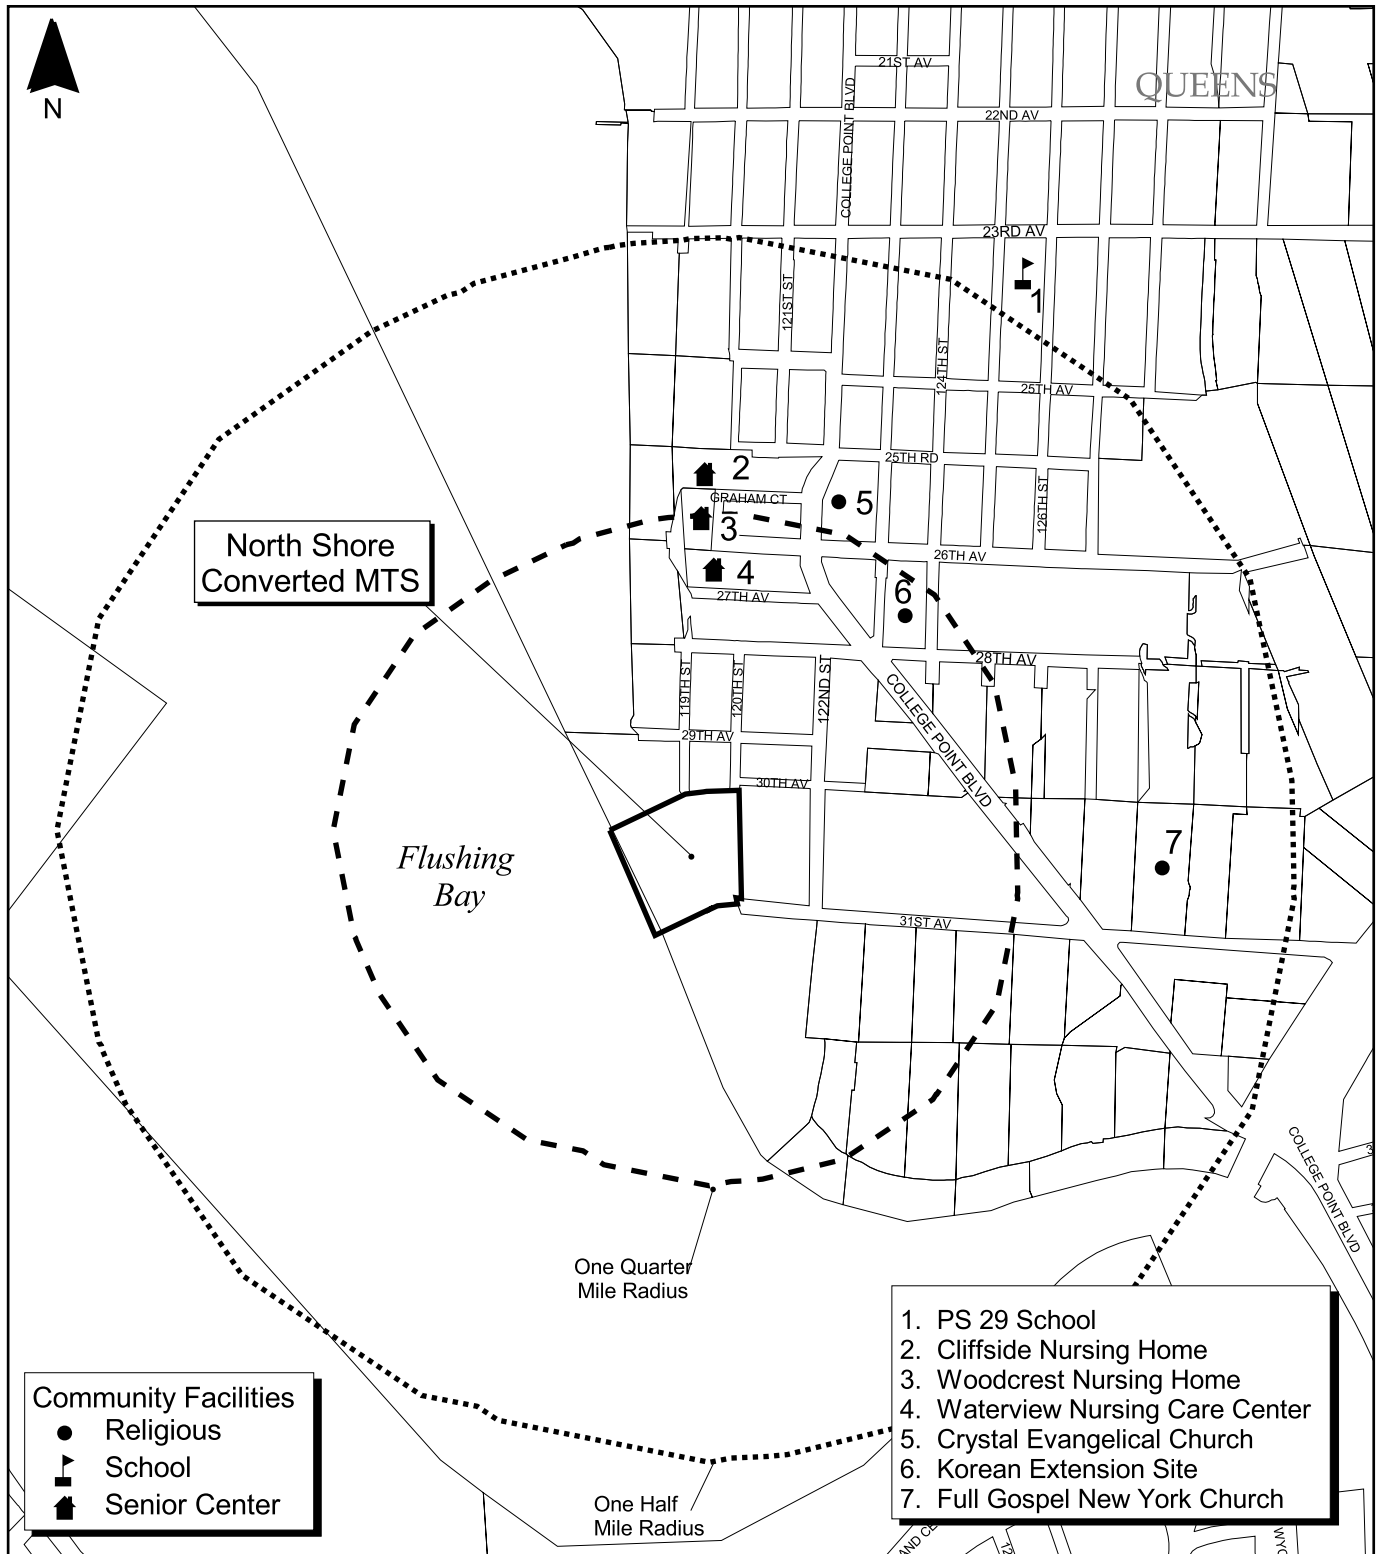 N
QUEENS
21ST AV
COLLEGE POINT BLVD
22ND AV
23RD AV
1
121ST ST
124TH ST
25TH AV
25TH RD
2
GRAHAM CT
5
126TH ST
3
North Shore
Converted MTS
26TH AV
4
6
27TH AV
28TH AV
119TH ST
120TH ST
122ND ST
COLLEGE POINT BLVD
29TH AV
30TH AV
7
Flushing
Bay
31ST AV
COLLEGE POINT BLVD
One Quarter
Mile Radius
One Half
Mile Radius
Community Facilities
Religious
School
Senior Center
1. PS 29 School
2. Cliffside Nursing Home
3. Woodcrest Nursing Home
4. Waterview Nursing Care Center
5. Crystal Evangelical Church
6. Korean Extension Site
7. Full Gospel New York Church